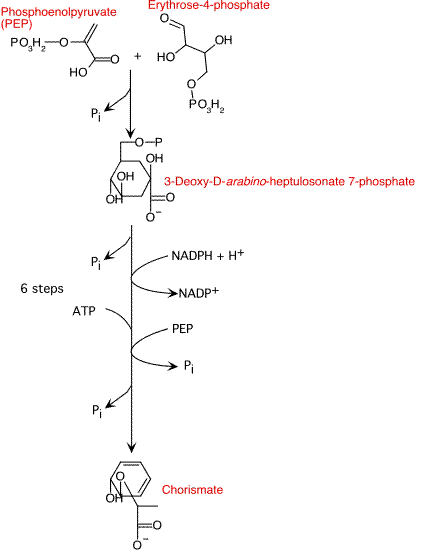 Phosphoenolpyruvate
(PEP)
Erythrose-4-phosphate
PO₃H₂
O
O
HO
+
O
HO
OH
O
PO₃H₂
Pi
O–P
OH
OH
OH
O
O⁻
3-Deoxy-D-arabino-heptulosonate 7-phosphate
Pi
NADPH + H⁺
NADP⁺
6 steps
ATP
PEP
Pi
Pi
O
OH
O
O⁻
Chorismate